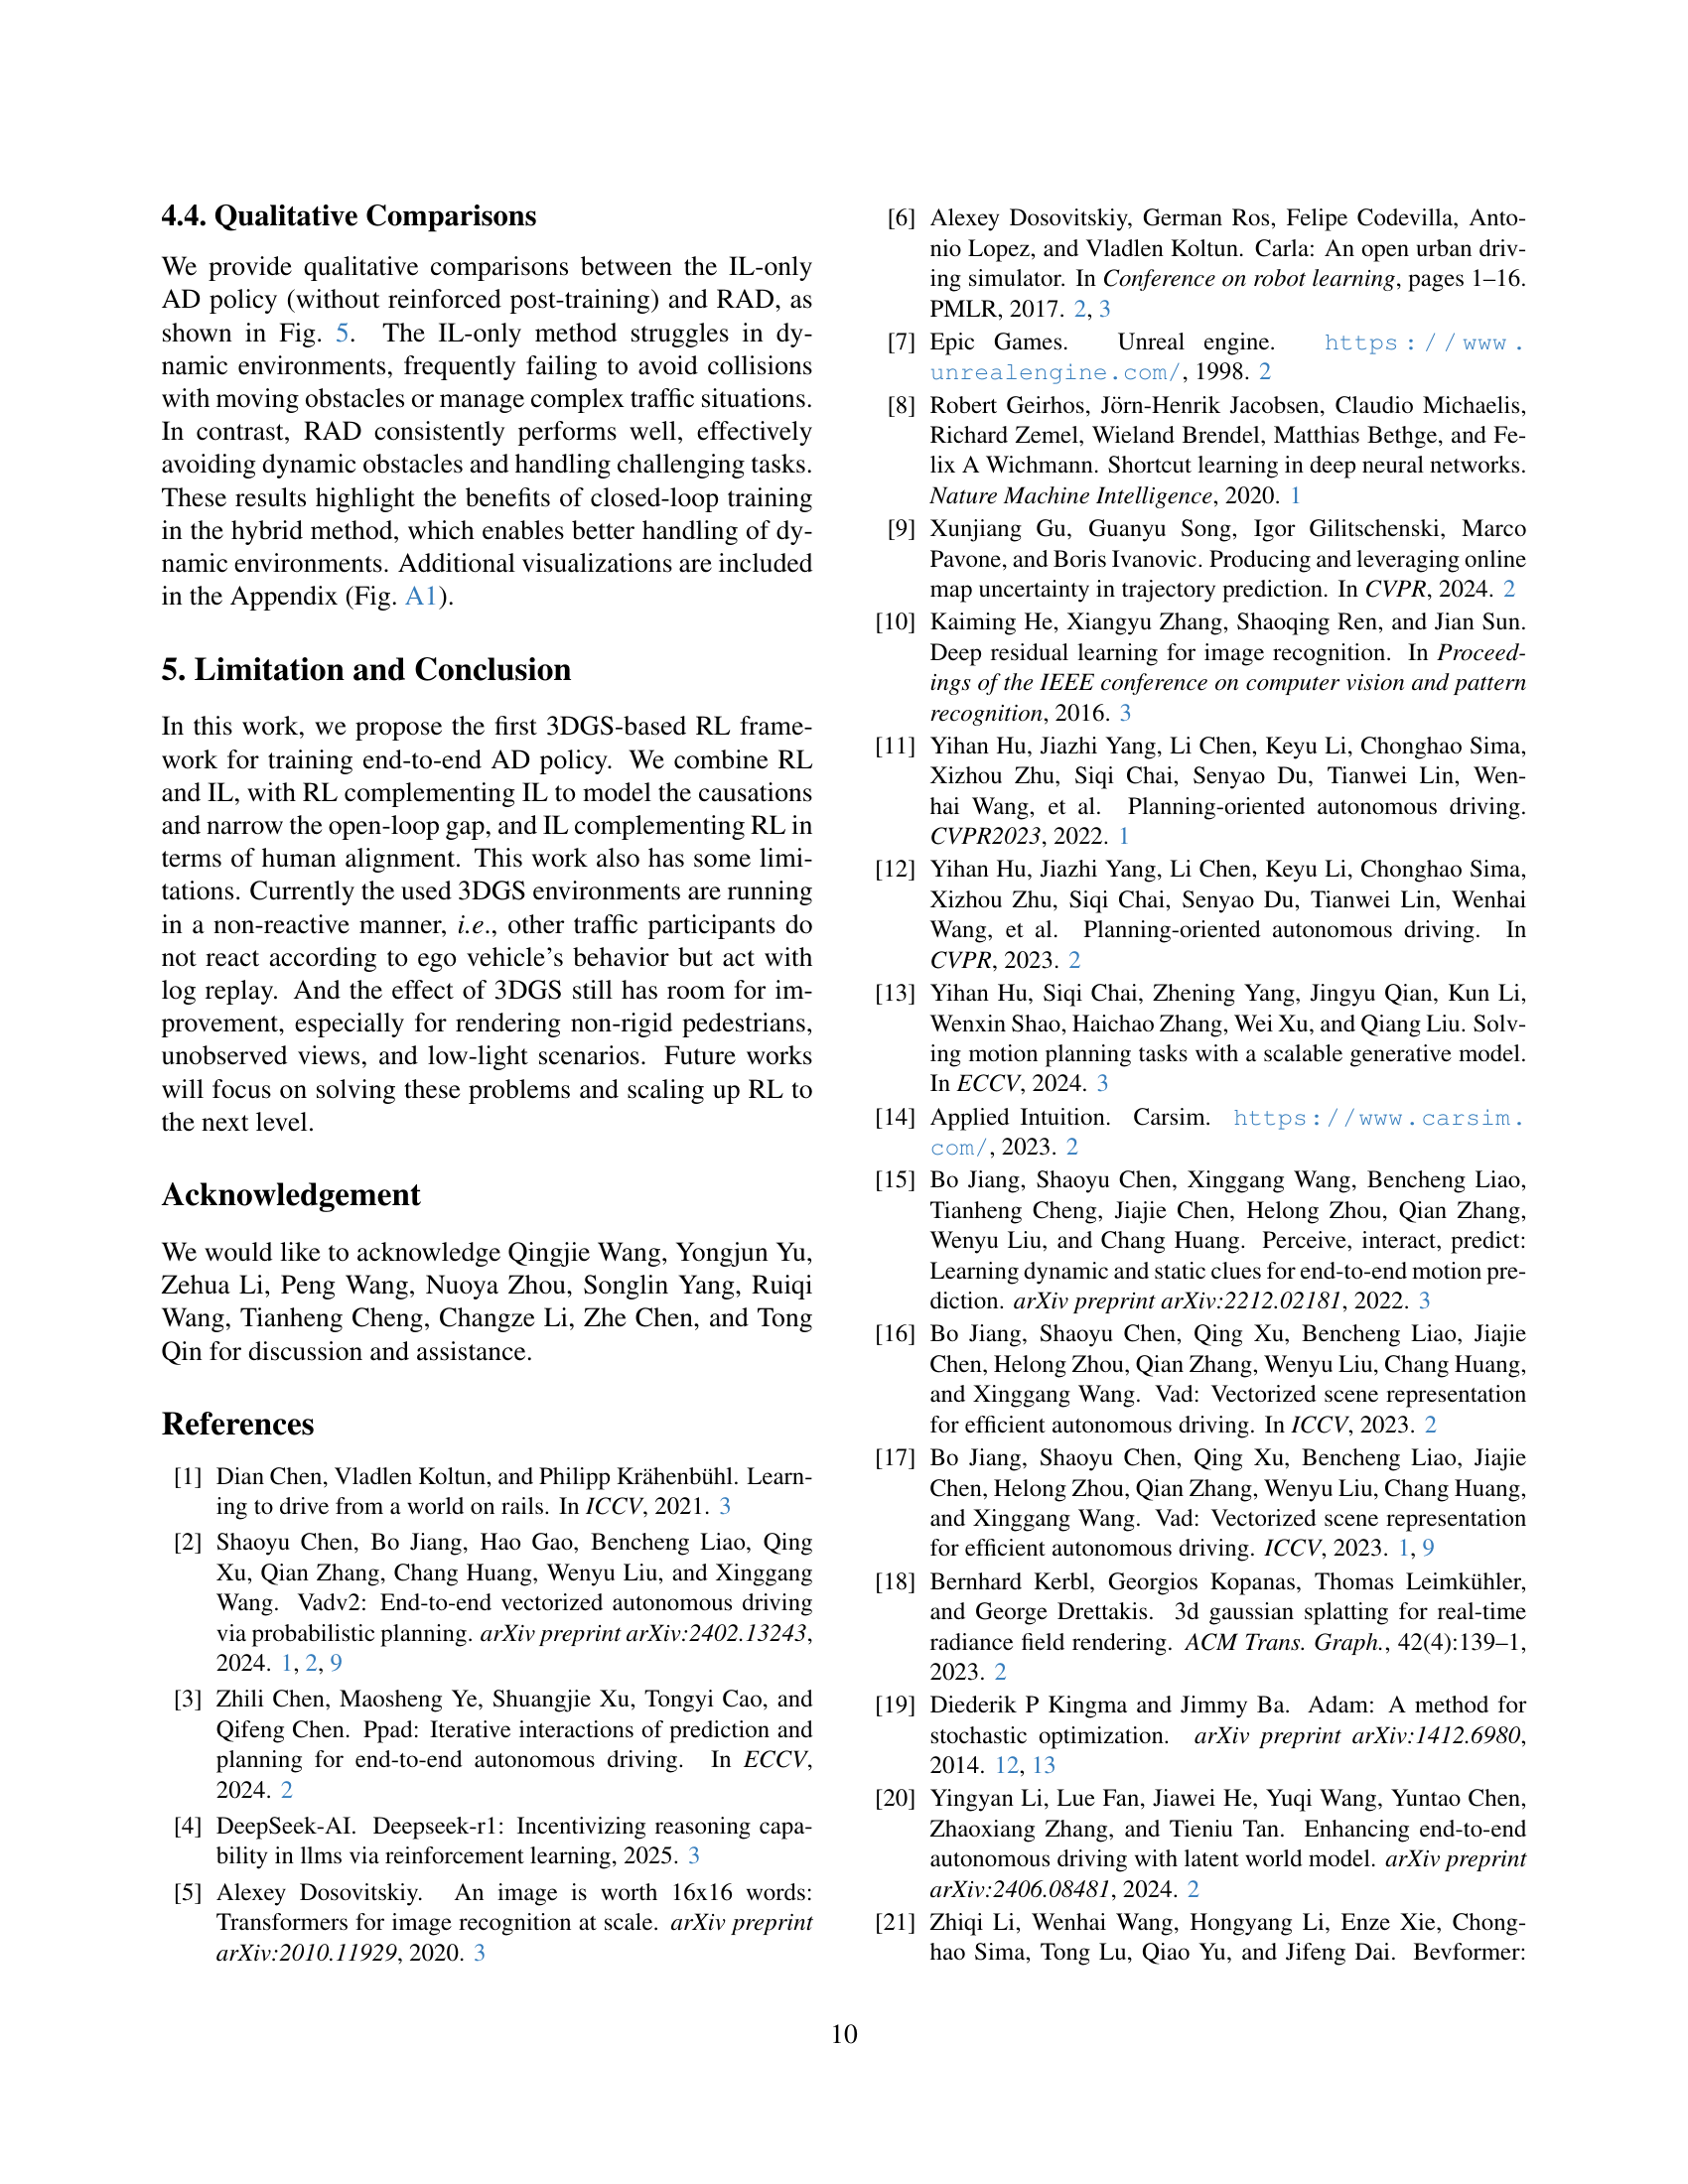 4.4. Qualitative Comparisons
We provide qualitative comparisons between the IL-only
AD policy (without reinforced post-training) and RAD, as
shown in Fig. 5. The IL-only method struggles in dy-
namic environments, frequently failing to avoid collisions
with moving obstacles or manage complex traffic situations.
In contrast, RAD consistently performs well, effectively
avoiding dynamic obstacles and handling challenging tasks.
These results highlight the benefits of closed-loop training
in the hybrid method, which enables better handling of dy-
namic environments. Additional visualizations are included
in the Appendix (Fig. A1).
5. Limitation and Conclusion
In this work, we propose the first 3DGS-based RL frame-
work for training end-to-end AD policy. We combine RL
and IL, with RL complementing IL to model the causations
and narrow the open-loop gap, and IL complementing RL in
terms of human alignment. This work also has some limi-
tations. Currently the used 3DGS environments are running
in a non-reactive manner, i.e., other traffic participants do
not react according to ego vehicle's behavior but act with
log replay. And the effect of 3DGS still has room for im-
provement, especially for rendering non-rigid pedestrians,
unobserved views, and low-light scenarios. Future works
will focus on solving these problems and scaling up RL to
the next level.
Acknowledgement
We would like to acknowledge Qingjie Wang, Yongjun Yu,
Zehua Li, Peng Wang, Nuoya Zhou, Songlin Yang, Ruiqi
Wang, Tianheng Cheng, Changze Li, Zhe Chen, and Tong
Qin for discussion and assistance.
References
[1] Dian Chen, Vladlen Koltun, and Philipp Krähenbühl. Learn-
ing to drive from a world on rails. In ICCV, 2021. 3
[2] Shaoyu Chen, Bo Jiang, Hao Gao, Bencheng Liao, Qing
Xu, Qian Zhang, Chang Huang, Wenyu Liu, and Xinggang
Wang. Vadv2: End-to-end vectorized autonomous driving
via probabilistic planning. arXiv preprint arXiv:2402.13243,
2024. 1, 2, 9
[3] Zhili Chen, Maosheng Ye, Shuangjie Xu, Tongyi Cao, and
Qifeng Chen. Ppad: Iterative interactions of prediction and
planning for end-to-end autonomous driving. In ECCV,
2024. 2
[4] DeepSeek-AI. Deepseek-r1: Incentivizing reasoning capa-
bility in llms via reinforcement learning, 2025. 3
[5] Alexey Dosovitskiy. An image is worth 16x16 words:
Transformers for image recognition at scale. arXiv preprint
arXiv:2010.11929, 2020. 3
[6] Alexey Dosovitskiy, German Ros, Felipe Codevilla, Anto-
nio Lopez, and Vladlen Koltun. Carla: An open urban driv-
ing simulator. In Conference on robot learning, pages 1–16.
PMLR, 2017. 2, 3
[7] Epic Games. Unreal engine. https://www.
unrealengine.com/, 1998. 2
[8] Robert Geirhos, Jörn-Henrik Jacobsen, Claudio Michaelis,
Richard Zemel, Wieland Brendel, Matthias Bethge, and Fe-
lix A Wichmann. Shortcut learning in deep neural networks.
Nature Machine Intelligence, 2020. 1
[9] Xunjiang Gu, Guanyu Song, Igor Gilitschenski, Marco
Pavone, and Boris Ivanovic. Producing and leveraging online
map uncertainty in trajectory prediction. In CVPR, 2024. 2
[10] Kaiming He, Xiangyu Zhang, Shaoqing Ren, and Jian Sun.
Deep residual learning for image recognition. In Proceed-
ings of the IEEE conference on computer vision and pattern
recognition, 2016. 3
[11] Yihan Hu, Jiazhi Yang, Li Chen, Keyu Li, Chonghao Sima,
Xizhou Zhu, Siqi Chai, Senyao Du, Tianwei Lin, Wen-
hai Wang, et al. Planning-oriented autonomous driving.
CVPR2023, 2022. 1
[12] Yihan Hu, Jiazhi Yang, Li Chen, Keyu Li, Chonghao Sima,
Xizhou Zhu, Siqi Chai, Senyao Du, Tianwei Lin, Wenhai
Wang, et al. Planning-oriented autonomous driving. In
CVPR, 2023. 2
[13] Yihan Hu, Siqi Chai, Zhening Yang, Jingyu Qian, Kun Li,
Wenxin Shao, Haichao Zhang, Wei Xu, and Qiang Liu. Solv-
ing motion planning tasks with a scalable generative model.
In ECCV, 2024. 3
[14] Applied Intuition. Carsim. https://www.carsim.
com/, 2023. 2
[15] Bo Jiang, Shaoyu Chen, Xinggang Wang, Bencheng Liao,
Tianheng Cheng, Jiajie Chen, Helong Zhou, Qian Zhang,
Wenyu Liu, and Chang Huang. Perceive, interact, predict:
Learning dynamic and static clues for end-to-end motion pre-
diction. arXiv preprint arXiv:2212.02181, 2022. 3
[16] Bo Jiang, Shaoyu Chen, Qing Xu, Bencheng Liao, Jiajie
Chen, Helong Zhou, Qian Zhang, Wenyu Liu, Chang Huang,
and Xinggang Wang. Vad: Vectorized scene representation
for efficient autonomous driving. In ICCV, 2023. 2
[17] Bo Jiang, Shaoyu Chen, Qing Xu, Bencheng Liao, Jiajie
Chen, Helong Zhou, Qian Zhang, Wenyu Liu, Chang Huang,
and Xinggang Wang. Vad: Vectorized scene representation
for efficient autonomous driving. ICCV, 2023. 1, 9
[18] Bernhard Kerbl, Georgios Kopanas, Thomas Leimkühler,
and George Drettakis. 3d gaussian splatting for real-time
radiance field rendering. ACM Trans. Graph., 42(4):139–1,
2023. 2
[19] Diederik P Kingma and Jimmy Ba. Adam: A method for
stochastic optimization. arXiv preprint arXiv:1412.6980,
2014. 12, 13
[20] Yingyan Li, Lue Fan, Jiawei He, Yuqi Wang, Yuntao Chen,
Zhaoxiang Zhang, and Tieniu Tan. Enhancing end-to-end
autonomous driving with latent world model. arXiv preprint
arXiv:2406.08481, 2024. 2
[21] Zhiqi Li, Wenhai Wang, Hongyang Li, Enze Xie, Chong-
hao Sima, Tong Lu, Qiao Yu, and Jifeng Dai. Bevformer:
10